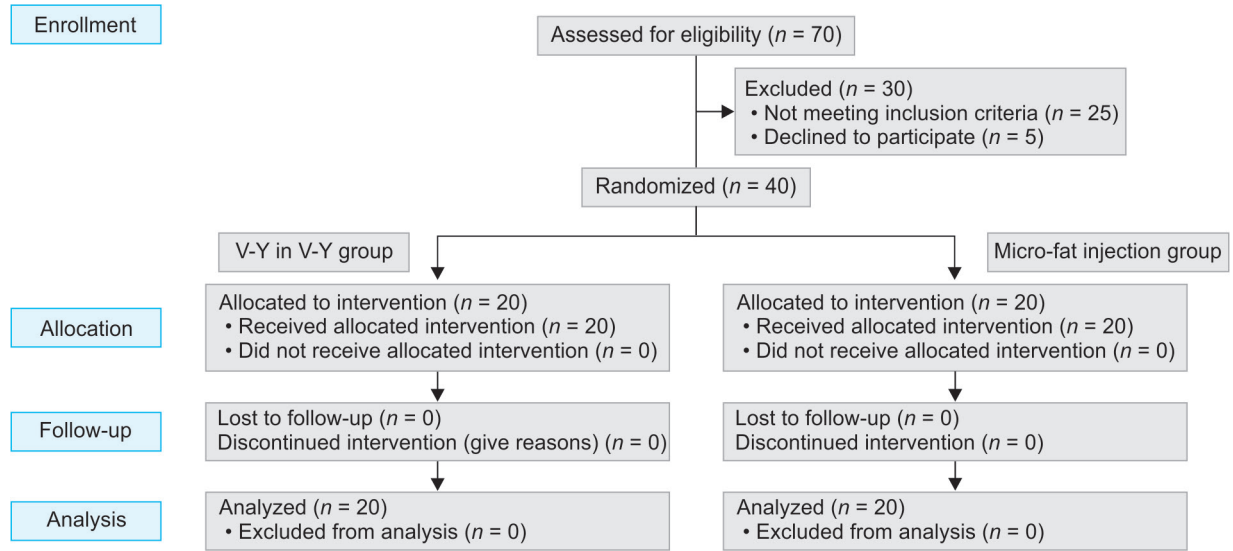 Enrollment
Assessed for eligibility (n = 70)
Excluded (n = 30)
• Not meeting inclusion criteria (n = 25)
• Declined to participate (n = 5)
Randomized (n = 40)
V-Y in V-Y group
Micro-fat injection group
Allocation
Allocated to intervention (n = 20)
• Received allocated intervention (n = 20)
• Did not receive allocated intervention (n = 0)
Allocated to intervention (n = 20)
• Received allocated intervention (n = 20)
• Did not receive allocated intervention (n = 0)
Follow-up
Lost to follow-up (n = 0)
Discontinued intervention (give reasons) (n = 0)
Lost to follow-up (n = 0)
Discontinued intervention (n = 0)
Analysis
Analyzed (n = 20)
• Excluded from analysis (n = 0)
Analyzed (n = 20)
• Excluded from analysis (n = 0)